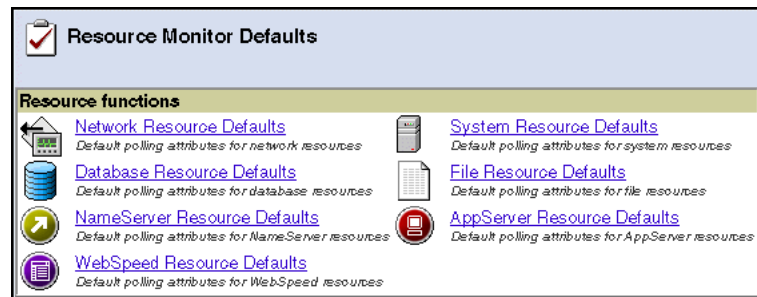 Resource Monitor Defaults
Resource functions
Network Resource Defaults
Default polling attributes for network resources
System Resource Defaults
Default polling attributes for system resources
Database Resource Defaults
Default polling attributes for database resources
File Resource Defaults
Default polling attributes for file resources
NameServer Resource Defaults
Default polling attributes for NameServer resources
AppServer Resource Defaults
Default polling attributes for AppServer resources
WebSpeed Resource Defaults
Default polling attributes for WebSpeed resources